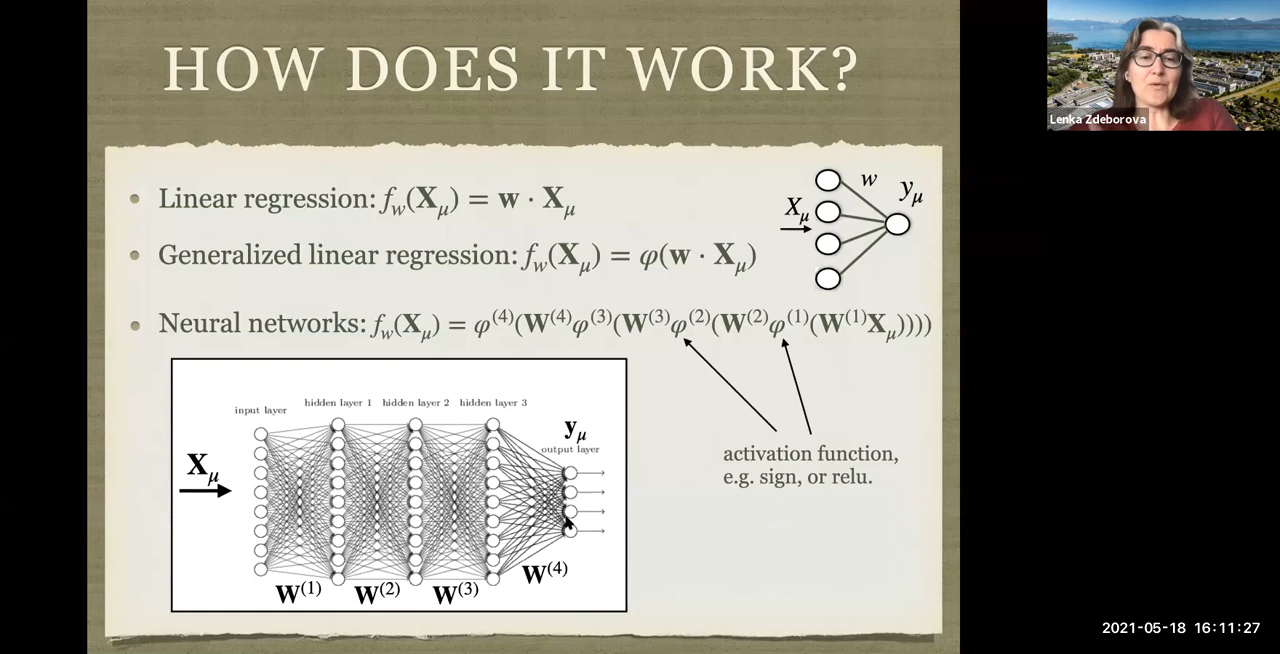 HOW DOES IT WORK?
Lenka Zdeborova
• Linear regression: f_w(X_μ) = w · X_μ
• Generalized linear regression: f_w(X_μ) = φ(w · X_μ)
X_μ w y_μ
• Neural networks: f_w(X_μ) = φ^(4)(W^(4)φ^(3)(W^(3)φ^(2)(W^(2)φ^(1)(W^(1)X_μ))))
input layer
hidden layer 1 hidden layer 2 hidden layer 3
y_μ
output layer
X_μ
W^(1) W^(2) W^(3) W^(4)
activation function,
e.g. sign, or relu.
2021-05-18 16:11:27